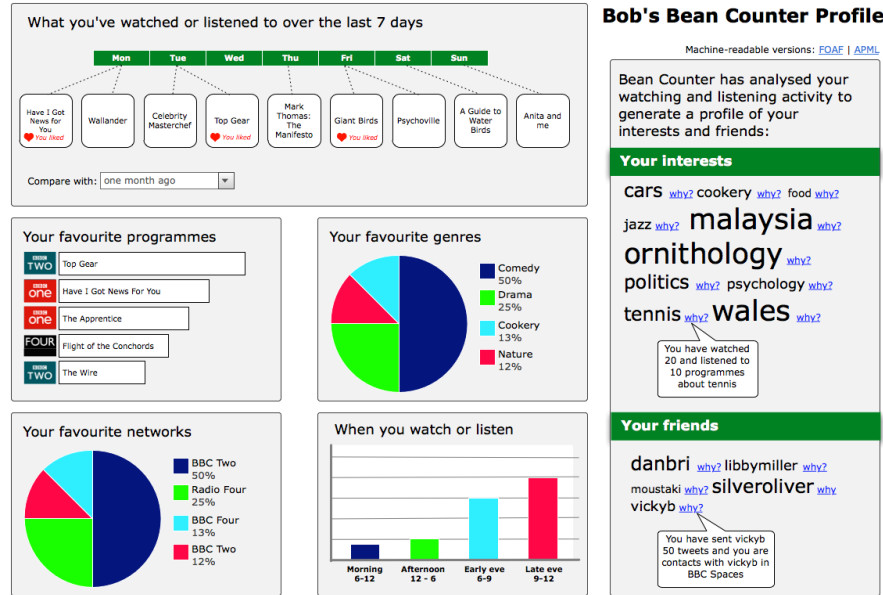 What you've watched or listened to over the last 7 days
Mon Tue Wed Thu Fri Sat Sun
Have I Got
News for
You
You liked
Wallander
Celebrity
Masterchef
Top Gear
You liked
Mark
Thomas:
The
Manifesto
Giant Birds
You liked
Psychoville
A Guide to
Water
Birds
Anita and
me
Compare with: one month ago
Your favourite programmes
BBC
TWO
Top Gear
BBC
one
Have I Got News For You
BBC
one
The Apprentice
FOUR
Flight of the Conchords
BBC
TWO
The Wire
Your favourite genres
Comedy
50%
Drama
25%
Cookery
13%
Nature
12%
Your favourite networks
BBC Two
50%
Radio Four
25%
BBC Four
13%
BBC Two
12%
When you watch or listen
Morning
6-12
Afternoon
12 - 6
Early eve
6-9
Late eve
9-12
Bob's Bean Counter Profile
Machine-readable versions: FOAF | APML
Bean Counter has analysed your
watching and listening activity to
generate a profile of your
interests and friends:
Your interests
cars why? cookery why? food why?
jazz why? malaysia why?
ornithology why?
politics why? psychology why?
tennis why? wales why?
You have watched
20 and listened to
10 programmes
about tennis
Your friends
danbri why? libbymiller why?
moustaki why? silveroliver why
vickyb why?
You have sent vickyb
50 tweets and you are
contacts with vickyb in
BBC Spaces